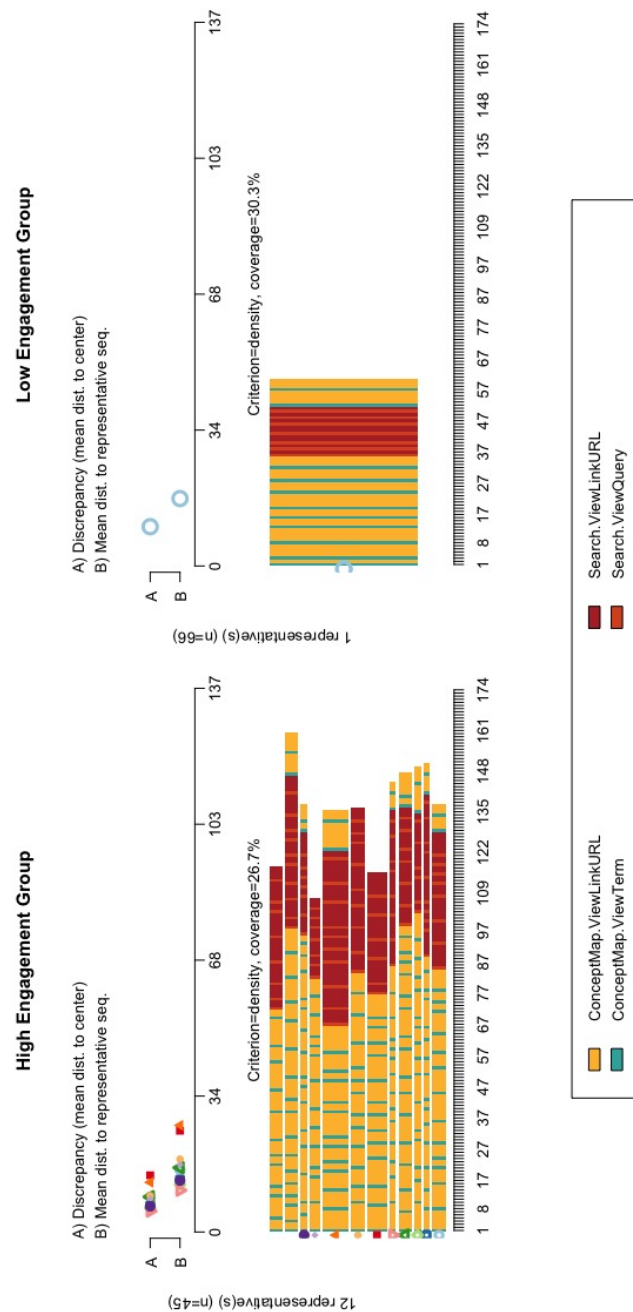 High Engagement Group
A) Discrepancy (mean dist. to center)
B) Mean dist. to representative seq.
A
B
0 34 68 103 137
Criterion=density, coverage=26.7%
12 representative(s) (n=45)
1 8 17 27 37 47 57 67 77 87 97 109 122 135 148 161 174
Low Engagement Group
A) Discrepancy (mean dist. to center)
B) Mean dist. to representative seq.
A
B
0 34 68 103 137
Criterion=density, coverage=30.3%
1 representative(s) (n=66)
1 8 17 27 37 47 57 67 77 87 97 109 122 135 148 161 174
ConceptMap.ViewLinkURL
ConceptMap.ViewTerm
Search.ViewLinkURL
Search.ViewQuery